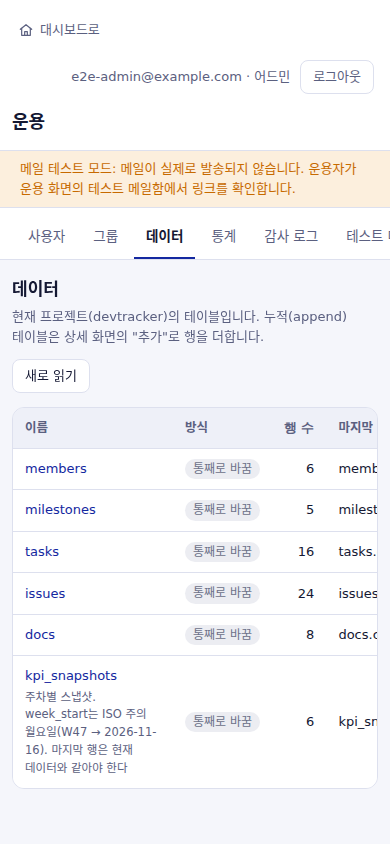 대시보드로
e2e-admin@example.com · 어드민 로그아웃
운용
메일 테스트 모드: 메일이 실제로 발송되지 않습니다. 운용자가
운용 화면의 테스트 메일함에서 링크를 확인합니다.
사용자 그룹 데이터 통계 감사 로그 테스트
데이터
현재 프로젝트(devtracker)의 테이블입니다. 누적(append)
테이블은 상세 화면의 "추가"로 행을 더합니다.
새로 읽기
이름 방식 행 수 마지막
members 통째로 바꿈 6
milestones 통째로 바꿈 5
tasks 통째로 바꿈 16 tasks.
issues 통째로 바꿈 24 issues
docs 통째로 바꿈 8
kpi_snapshots
주차별 스냅샷.
week_start는 ISO 주의
월요일(W47 → 2026-11-
16). 마지막 행은 현재
데이터와 같아야 한다
통째로 바꿈 6